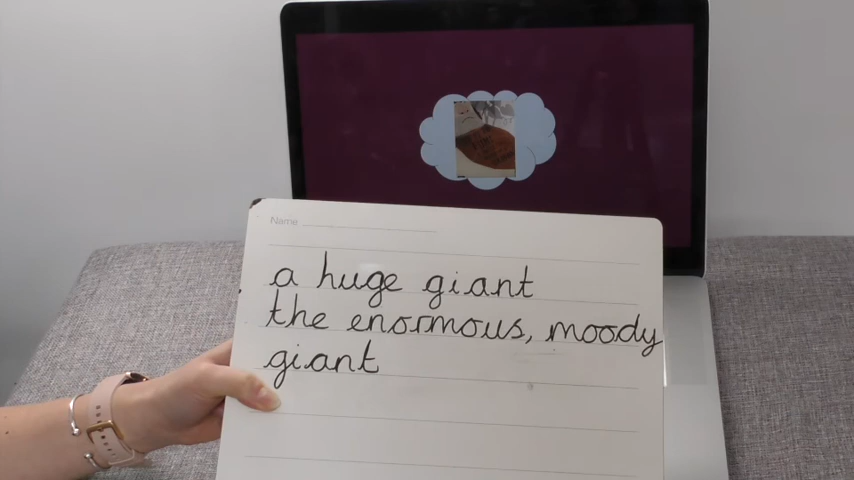 Name
a huge giant
the enormous, moody
giant